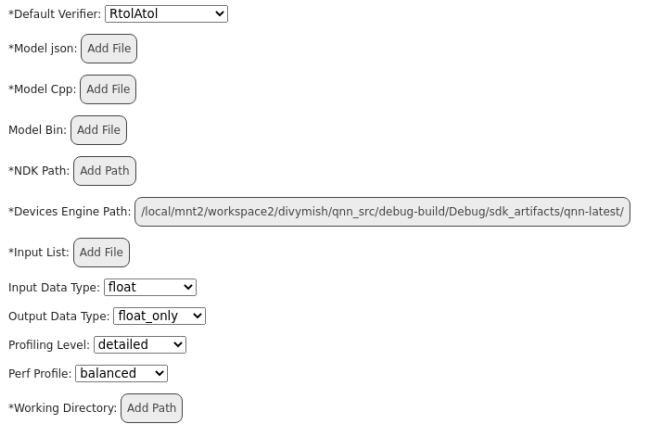 *Default Verifier: RtolAtol
*Model json: Add File
*Model Cpp: Add File
Model Bin: Add File
*NDK Path: Add Path
*Devices Engine Path: /local/mnt2/workspace2/divymish/qnn_src/debug-build/Debug/sdk_artifacts/qnn-latest/
*Input List: Add File
Input Data Type: float
Output Data Type: float_only
Profiling Level: detailed
Perf Profile: balanced
*Working Directory: Add Path